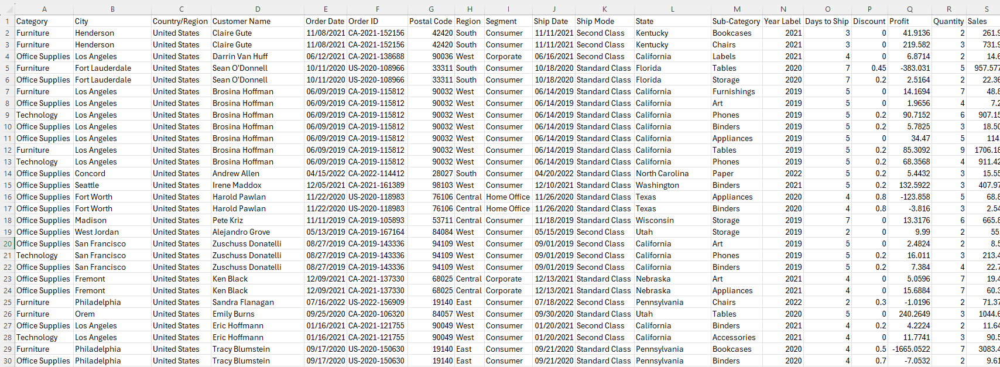 A B C D E F G H I J K L M N O P Q R S
1 Category City Country/Region Customer Name Order Date Order ID Postal Code Region Segment Ship Date Ship Mode State Sub-Category Year Label Days to Ship Discount Profit Quantity Sales
2 Furniture Henderson United States Claire Gute 11/08/2021 CA-2021-152156 42420 South Consumer 11/11/2021 Second Class Kentucky Bookcases 2021 3 0 41.9136 2 261.9
3 Furniture Henderson United States Claire Gute 11/08/2021 CA-2021-152156 42420 South Consumer 11/11/2021 Second Class Kentucky Chairs 2021 3 0 219.582 3 731.9
4 Office Supplies Los Angeles United States Darrin Van Huff 06/12/2021 CA-2021-138688 90036 West Corporate 06/16/2021 Second Class California Labels 2021 4 0 6.8714 2 14.6
5 Furniture Fort Lauderdale United States Sean O'Donnell 10/11/2020 US-2020-108966 33311 South Consumer 10/18/2020 Standard Class Florida Tables 2020 7 0.45 -383.031 5 957.577
6 Office Supplies Fort Lauderdale United States Sean O'Donnell 10/11/2020 US-2020-108966 33311 South Consumer 10/18/2020 Standard Class Florida Storage 2020 7 0.2 2.5164 2 22.36
7 Furniture Los Angeles United States Brosina Hoffman 06/09/2019 CA-2019-115812 90032 West Consumer 06/14/2019 Standard Class California Furnishings 2019 5 0 14.1694 7 48.8
8 Office Supplies Los Angeles United States Brosina Hoffman 06/09/2019 CA-2019-115812 90032 West Consumer 06/14/2019 Standard Class California Art 2019 5 0 1.9656 4 7.2
9 Technology Los Angeles United States Brosina Hoffman 06/09/2019 CA-2019-115812 90032 West Consumer 06/14/2019 Standard Class California Phones 2019 5 0.2 90.7152 6 907.15
10 Office Supplies Los Angeles United States Brosina Hoffman 06/09/2019 CA-2019-115812 90032 West Consumer 06/14/2019 Standard Class California Binders 2019 5 0.2 5.7825 3 18.50
11 Office Supplies Los Angeles United States Brosina Hoffman 06/09/2019 CA-2019-115812 90032 West Consumer 06/14/2019 Standard Class California Appliances 2019 5 0 34.47 5 114.
12 Furniture Los Angeles United States Brosina Hoffman 06/09/2019 CA-2019-115812 90032 West Consumer 06/14/2019 Standard Class California Tables 2019 5 0.2 85.3092 9 1706.18
13 Technology Los Angeles United States Brosina Hoffman 06/09/2019 CA-2019-115812 90032 West Consumer 06/14/2019 Standard Class California Phones 2019 5 0.2 68.3568 4 911.42
14 Office Supplies Concord United States Andrew Allen 04/15/2022 CA-2022-114412 28027 South Consumer 04/20/2022 Standard Class North Carolina Paper 2022 5 0.2 5.4432 3 15.55
15 Office Supplies Seattle United States Irene Maddox 12/05/2021 CA-2021-161389 98103 West Consumer 12/10/2021 Standard Class Washington Binders 2021 5 0.2 132.5922 3 407.97
16 Office Supplies Fort Worth United States Harold Pawlan 11/22/2020 US-2020-118983 76106 Central Home Office 11/26/2020 Standard Class Texas Appliances 2020 4 0.8 -123.858 5 68.8
17 Office Supplies Fort Worth United States Harold Pawlan 11/22/2020 US-2020-118983 76106 Central Home Office 11/26/2020 Standard Class Texas Binders 2020 4 0.8 -3.816 3 2.54
18 Office Supplies Madison United States Pete Kriz 11/11/2019 CA-2019-105893 53711 Central Consumer 11/18/2019 Standard Class Wisconsin Storage 2019 7 0 13.3176 6 665.8
19 Office Supplies West Jordan United States Alejandro Grove 05/13/2019 CA-2019-167164 84084 West Consumer 05/15/2019 Second Class Utah Storage 2019 2 0 9.99 2 55.
20 Office Supplies San Francisco United States Zuschuss Donatelli 08/27/2019 CA-2019-143336 94109 West Consumer 09/01/2019 Second Class California Art 2019 5 0 2.4824 2 8.5
21 Technology San Francisco United States Zuschuss Donatelli 08/27/2019 CA-2019-143336 94109 West Consumer 09/01/2019 Second Class California Phones 2019 5 0.2 16.011 3 213.4
22 Office Supplies San Francisco United States Zuschuss Donatelli 08/27/2019 CA-2019-143336 94109 West Consumer 09/01/2019 Second Class California Binders 2019 5 0.2 7.384 4 22.7
23 Office Supplies Fremont United States Ken Black 12/09/2021 CA-2021-137330 68025 Central Corporate 12/13/2021 Standard Class Nebraska Art 2021 4 0 5.0596 7 19.4
24 Office Supplies Fremont United States Ken Black 12/09/2021 CA-2021-137330 68025 Central Corporate 12/13/2021 Standard Class Nebraska Appliances 2021 4 0 15.6884 7 60.3
25 Furniture Philadelphia United States Sandra Flanagan 07/16/2022 US-2022-156909 19140 East Consumer 07/18/2022 Second Class Pennsylvania Chairs 2022 2 0.3 -1.0196 2 71.37
26 Furniture Orem United States Emily Burns 09/25/2020 CA-2020-106320 84057 West Consumer 09/30/2020 Standard Class Utah Tables 2020 5 0 240.2649 3 1044.6
27 Office Supplies Los Angeles United States Eric Hoffmann 01/16/2021 CA-2021-121755 90049 West Consumer 01/20/2021 Second Class California Binders 2021 4 0.2 4.2224 2 11.64
28 Technology Los Angeles United States Eric Hoffmann 01/16/2021 CA-2021-121755 90049 West Consumer 01/20/2021 Second Class California Accessories 2021 4 0 11.7741 3 90.5
29 Furniture Philadelphia United States Tracy Blumstein 09/17/2020 US-2020-150630 19140 East Consumer 09/21/2020 Standard Class Pennsylvania Bookcases 2020 4 0.5 -1665.0522 7 3083.4
30 Office Supplies Philadelphia United States Tracy Blumstein 09/17/2020 US-2020-150630 19140 East Consumer 09/21/2020 Standard Class Pennsylvania Binders 2020 4 0.7 -7.0532 2 9.61